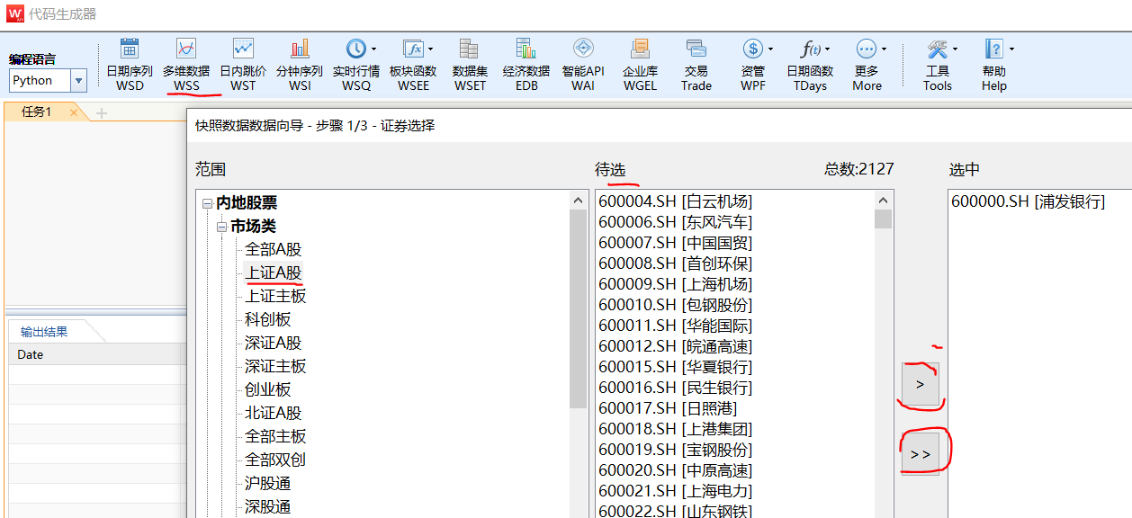 W 代码生成器
编程语言
Python
日期序列 WSD
多维数据 WSS
日内跳价 WST
分钟序列 WSI
实时行情 WSQ
板块函数 WSEE
数据集 WSET
经济数据 EDB
智能API WAI
企业库 WGEL
交易 Trade
资管 WPF
日期函数 TDays
更多 More
工具 Tools
帮助 Help
任务1
快照数据数据向导 - 步骤 1/3 - 证券选择
范围
待选
总数:2127
选中
内地股票
市场类
全部A股
上证A股
上证主板
科创板
深证A股
深证主板
创业板
北证A股
全部主板
全部双创
沪股通
深股通
600004.SH [白云机场]
600006.SH [东风汽车]
600007.SH [中国国贸]
600008.SH [首创环保]
600009.SH [上海机场]
600010.SH [包钢股份]
600011.SH [华能国际]
600012.SH [皖通高速]
600015.SH [华夏银行]
600016.SH [民生银行]
600017.SH [日照港]
600018.SH [上港集团]
600019.SH [宝钢股份]
600020.SH [中原高速]
600021.SH [上海电力]
600022.SH [山东钢铁]
>
>>
600000.SH [浦发银行]
输出结果
Date